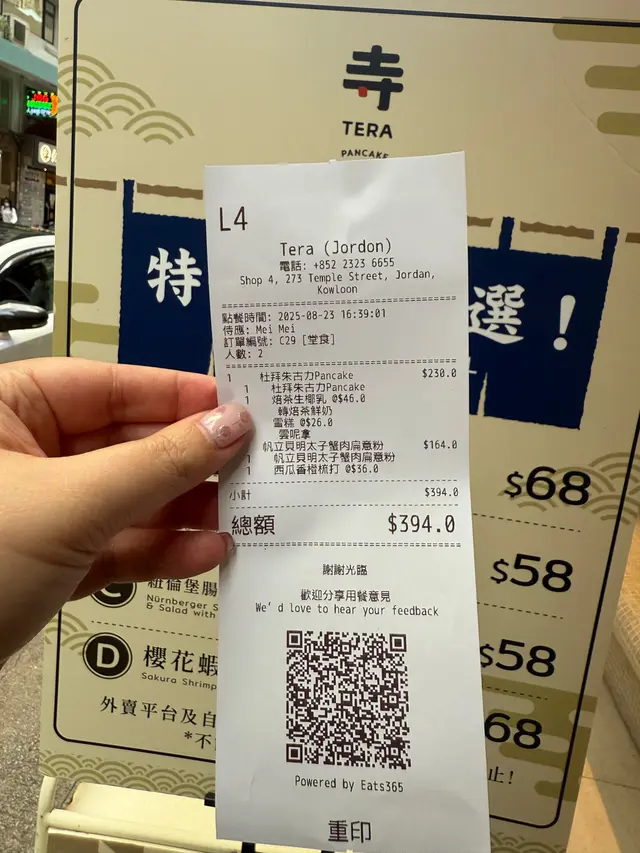 寺
TERA
PANCAKE
特
選！
L4
Tera (Jordon)
電話: +852 2323 6655
Shop 4, 273 Temple Street, Jordan,
Kowloon
點餐時間: 2025-08-23 16:39:01
侍應: Mei Mei
訂單編號: C29 [堂食]
人數: 2
1 杜拜朱古力Pancake $230.0
1 杜拜朱古力Pancake
1 焙茶生椰乳 @$46.0
轉焙茶鮮奶
雪糕 @$26.0
雲呢拿
帆立貝明太子蟹肉扁意粉 $164.0
帆立貝明太子蟹肉扁意粉
1 西瓜香橙梳打 @$36.0
小計 $394.0
總額 $394.0
謝謝光臨
歡迎分享用餐意見
We'd love to hear your feedback
Powered by Eats365
重印
$68
$58
C 紐倫堡腸
Nürnberger S
& Salad with
$58
D 櫻花蝦
Sakura Shrimp
68
外賣平台及自
*不
止!